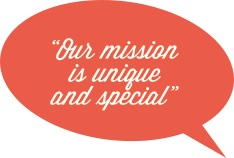 “Our mission
is unique
and special”